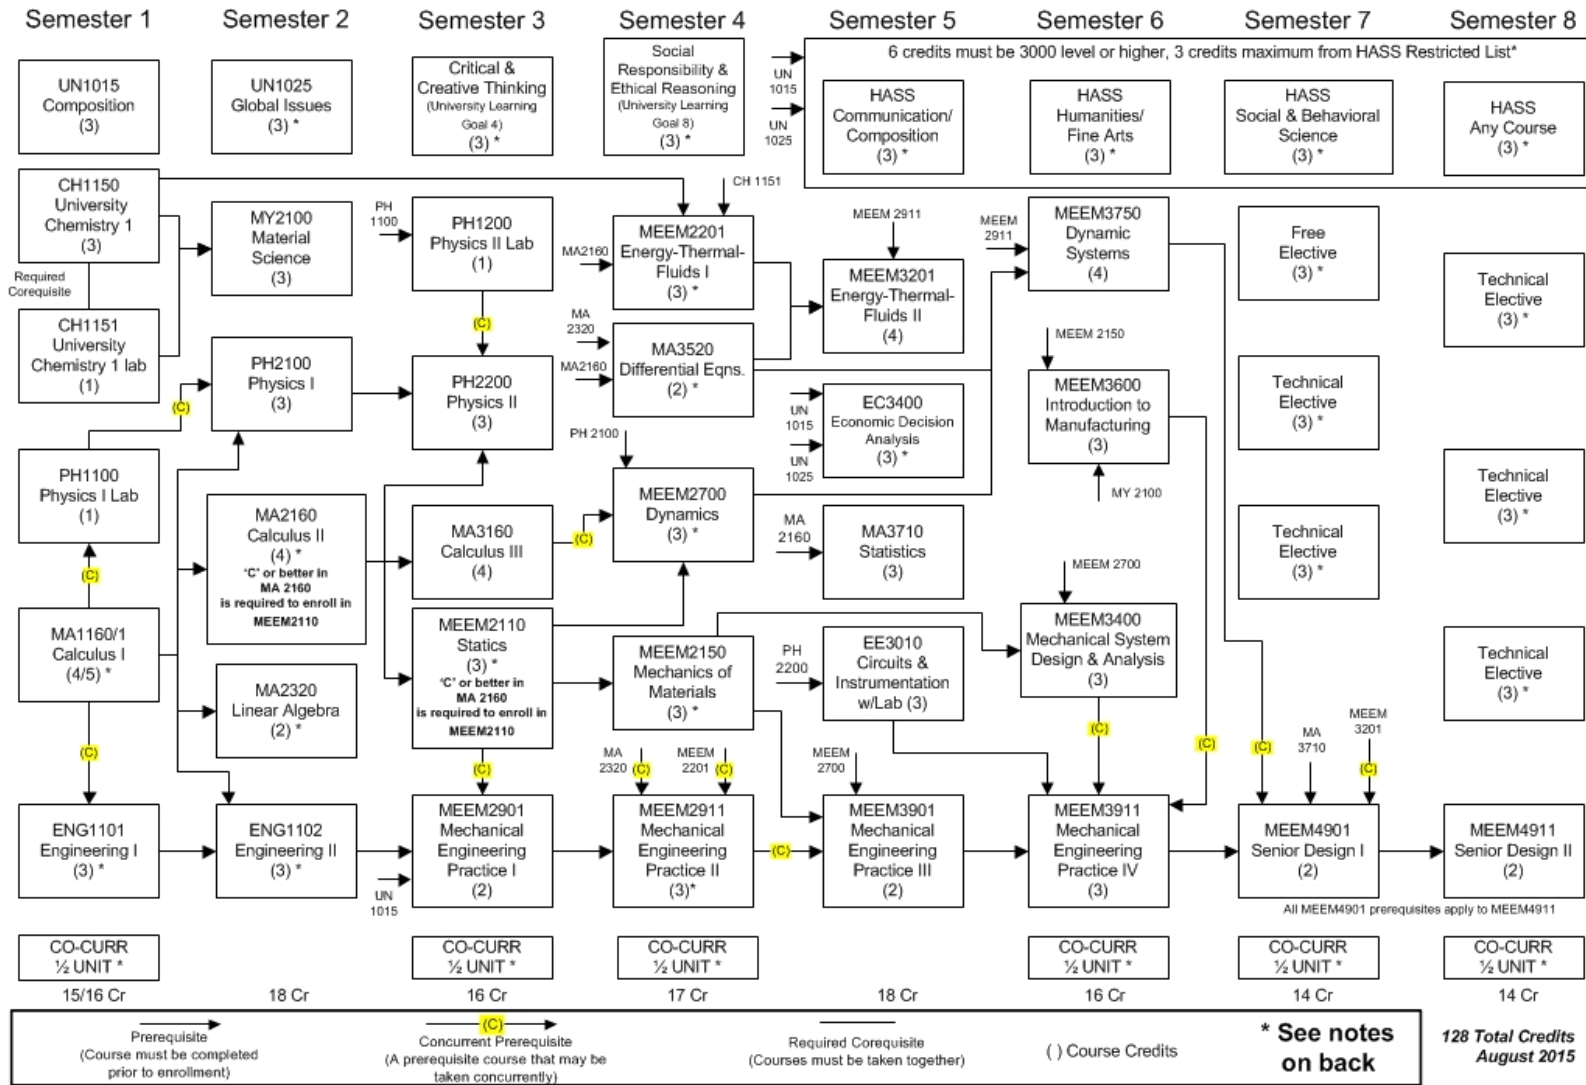 Semester 1
Semester 2
Semester 3
Semester 4
Semester 5
Semester 6
Semester 7
Semester 8
UN1015
Composition
(3)
UN1025
Global Issues
(3) *
Critical &
Creative Thinking
(University Learning
Goal 4)
(3) *
Social
Responsibility &
Ethical Reasoning
(University Learning
Goal 8)
(3) *
6 credits must be 3000 level or higher, 3 credits maximum from HASS Restricted List*
UN
1015
UN
1025
HASS
Communication/
Composition
(3) *
HASS
Humanities/
Fine Arts
(3) *
HASS
Social & Behavioral
Science
(3) *
HASS
Any Course
(3) *
CH1150
University
Chemistry 1
(3)
Required
Corequisite
CH1151
University
Chemistry 1 lab
(1)
(C)
PH1100
Physics I Lab
(1)
(C)
MA1160/1
Calculus I
(4/5) *
(C)
ENG1101
Engineering I
(3) *
CO-CURR
½ UNIT *
15/16 Cr
MY2100
Material
Science
(3)
PH2100
Physics I
(3)
MA2160
Calculus II
(4) *
‘C’ or better in
MA 2160
is required to enroll in
MEEM2110
MA2320
Linear Algebra
(2) *
ENG1102
Engineering II
(3) *
18 Cr
PH
1100
PH1200
Physics II Lab
(1)
(C)
PH2200
Physics II
(3)
MA3160
Calculus III
(4)
(C)
MEEM2110
Statics
(3) *
‘C’ or better in
MA 2160
is required to enroll in
MEEM2110
(C)
UN
1015
MEEM2901
Mechanical
Engineering
Practice I
(2)
CO-CURR
½ UNIT *
16 Cr
CH 1151
MA2160
MEEM2201
Energy-Thermal-
Fluids I
(3) *
MA
2320
MA2160
MA3520
Differential Eqns.
(2) *
PH 2100
MEEM2700
Dynamics
(3) *
MEEM2150
Mechanics of
Materials
(3) *
MA
2320
(C)
MEEM
2201
(C)
MEEM2911
Mechanical
Engineering
Practice II
(3)*
(C)
CO-CURR
½ UNIT *
17 Cr
MEEM 2911
MEEM3201
Energy-Thermal-
Fluids II
(4)
UN
1015
UN
1025
EC3400
Economic Decision
Analysis
(3) *
MA
2160
MA3710
Statistics
(3)
PH
2200
EE3010
Circuits &
Instrumentation
w/Lab (3)
MEEM
2700
MEEM3901
Mechanical
Engineering
Practice III
(2)
18 Cr
MEEM
2911
MEEM3750
Dynamic
Systems
(4)
MEEM 2150
MEEM3600
Introduction to
Manufacturing
(3)
MY 2100
MEEM 2700
MEEM3400
Mechanical System
Design & Analysis
(3)
(C)
(C)
MEEM3911
Mechanical
Engineering
Practice IV
(3)
CO-CURR
½ UNIT *
16 Cr
Free
Elective
(3) *
Technical
Elective
(3) *
Technical
Elective
(3) *
(C)
MA
3710
MEEM
3201
(C)
MEEM4901
Senior Design I
(2)
CO-CURR
½ UNIT *
14 Cr
Technical
Elective
(3) *
Technical
Elective
(3) *
Technical
Elective
(3) *
MEEM4911
Senior Design II
(2)
All MEEM4901 prerequisites apply to MEEM4911
CO-CURR
½ UNIT *
14 Cr
Prerequisite
(Course must be completed
prior to enrollment)
(C)
Concurrent Prerequisite
(A prerequisite course that may be
taken concurrently)
Required Corequisite
(Courses must be taken together)
( ) Course Credits
* See notes
on back
128 Total Credits
August 2015